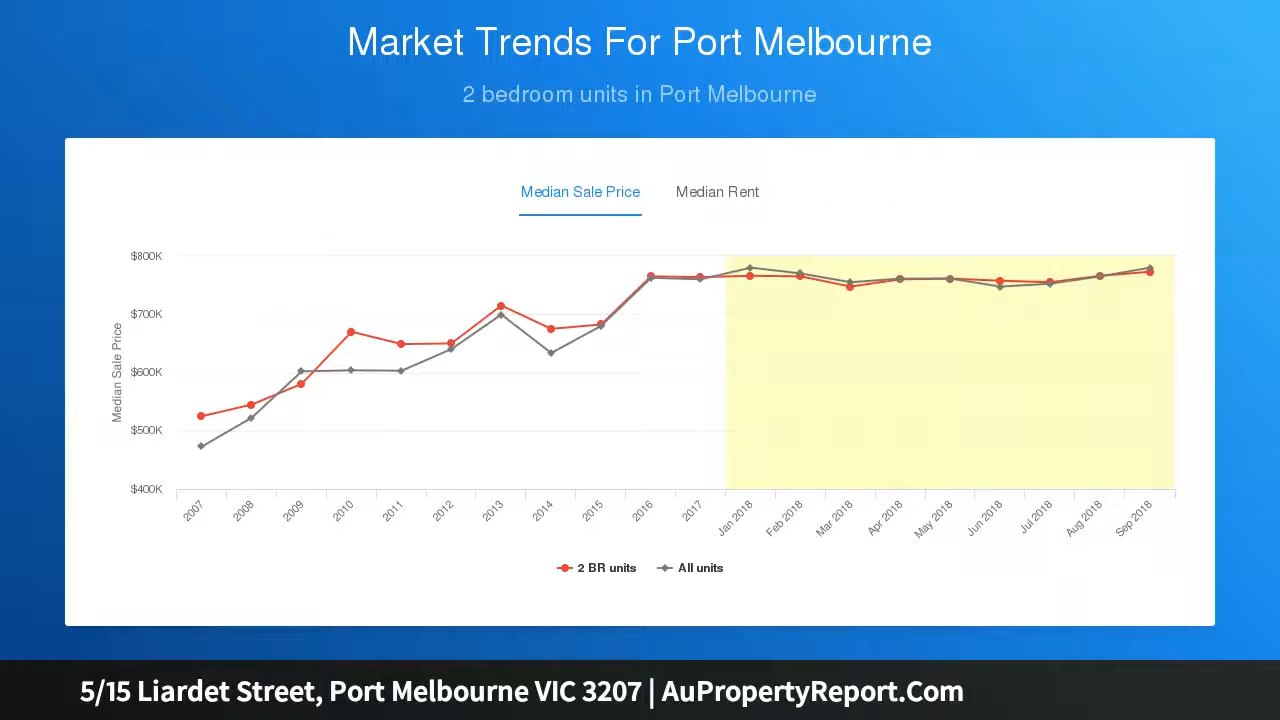 Market Trends For Port Melbourne
2 bedroom units in Port Melbourne
Median Sale Price Median Rent
$800K
$700K
$600K
$500K
$400K
Median Sale Price
2007 2008 2009 2010 2011 2012 2013 2014 2015 2016 2017 Jan 2018 Feb 2018 Mar 2018 Apr 2018 May 2018 Jun 2018 Jul 2018 Aug 2018 Sep 2018
2 BR units All units
5/15 Liardet Street, Port Melbourne VIC 3207 | AuPropertyReport.Com